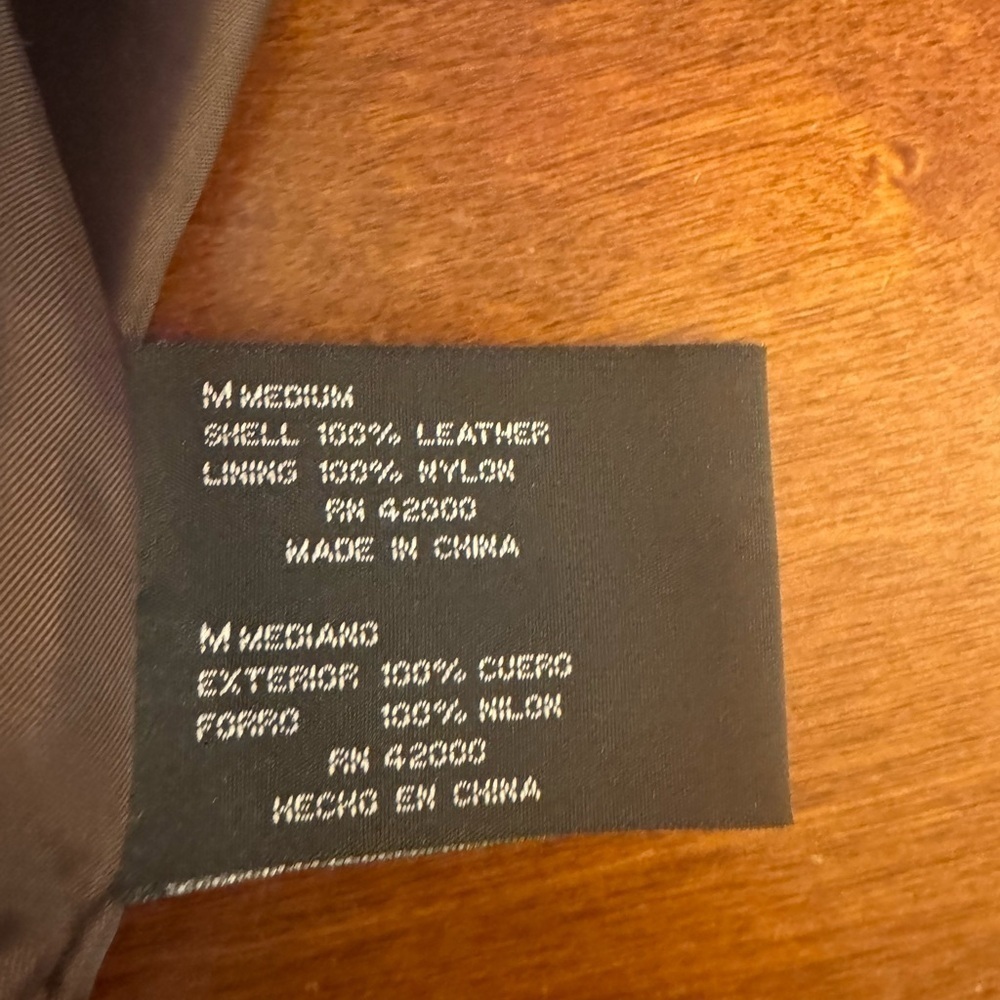 M MEDIUM
SHELL 100% LEATHER
LINING 100% NYLON
RN 42000
MADE IN CHINA
M MEDIANO
EXTERIOR 100% CUERO
FORRO 100% NILON
RN 42000
HECHO EN CHINA